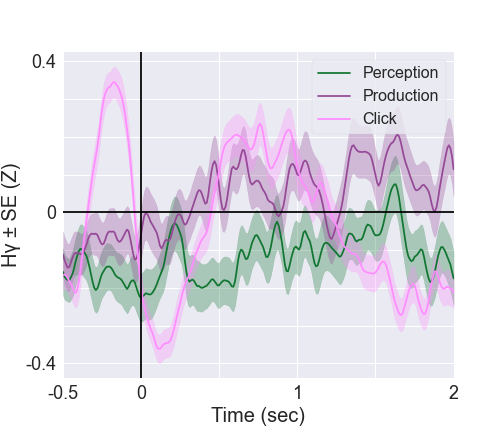 0.4
Perception
Production
Click
Hγ ± SE (Z)
0
-0.4
-0.5
0
1
2
Time (sec)